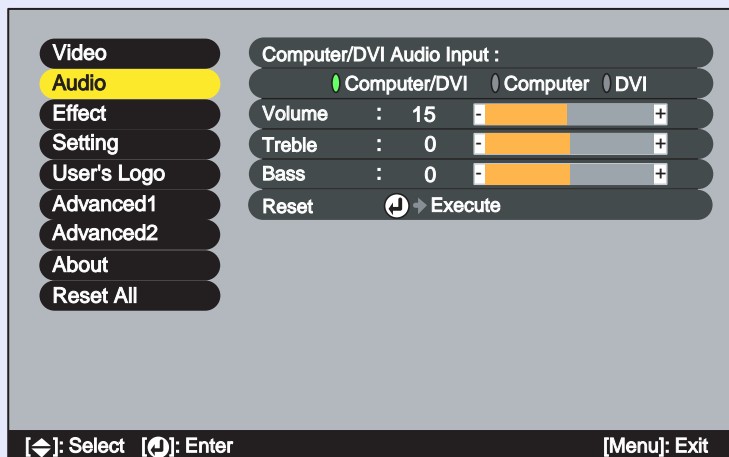 Video
Audio
Effect
Setting
User's Logo
Advanced1
Advanced2
About
Reset All
Computer/DVI Audio Input :
Computer/DVI Computer DVI
Volume : 15 - +
Treble : 0 - +
Bass : 0 - +
Reset Execute
[ ]: Select [ ]: Enter [Menu]: Exit